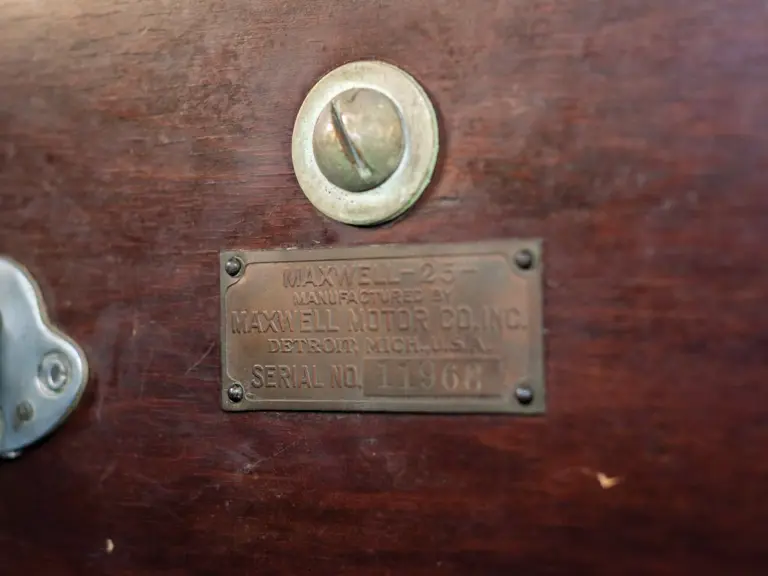 MAXWELL-25-
MANUFACTURED BY
MAXWELL MOTOR CO. INC.
DETROIT, MICH., U.S.A.
SERIAL NO. 11968